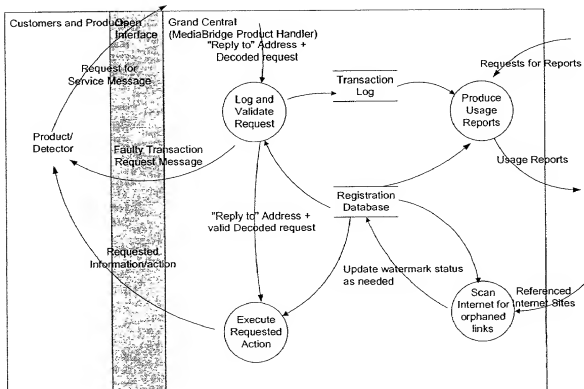 Customers and Products
Open
Interface
Grand Central
(MediaBridge Product Handler)
"Reply to" Address +
Decoded request
Request for
Service Message
Log and
Validate
Request
Transaction
Log
Requests for Reports
Produce
Usage
Reports
Product/
Detector
Faulty Transaction
Request Message
Usage Reports
Registration
Database
"Reply to" Address +
valid Decoded request
Requested
Information/action
Update watermark status
as needed
Execute
Requested
Action
Scan
Internet for
orphaned
links
Referenced
Internet Sites